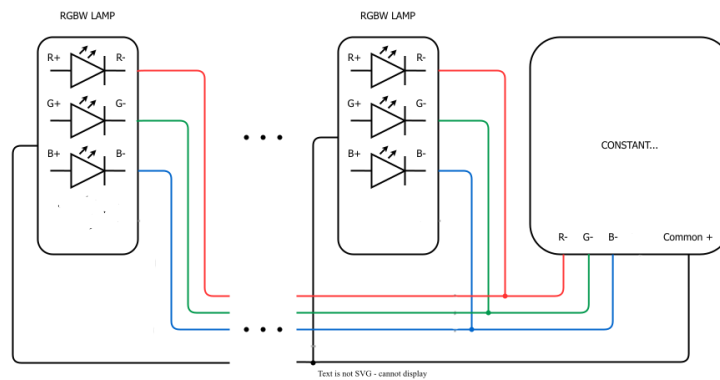 RGBW LAMP
RGBW LAMP
R+ R-
G+ G-
B+ B-
R+ R-
G+ G-
B+ B-
CONSTANT...
R- G- B- Common +
Text is not SVG - cannot display